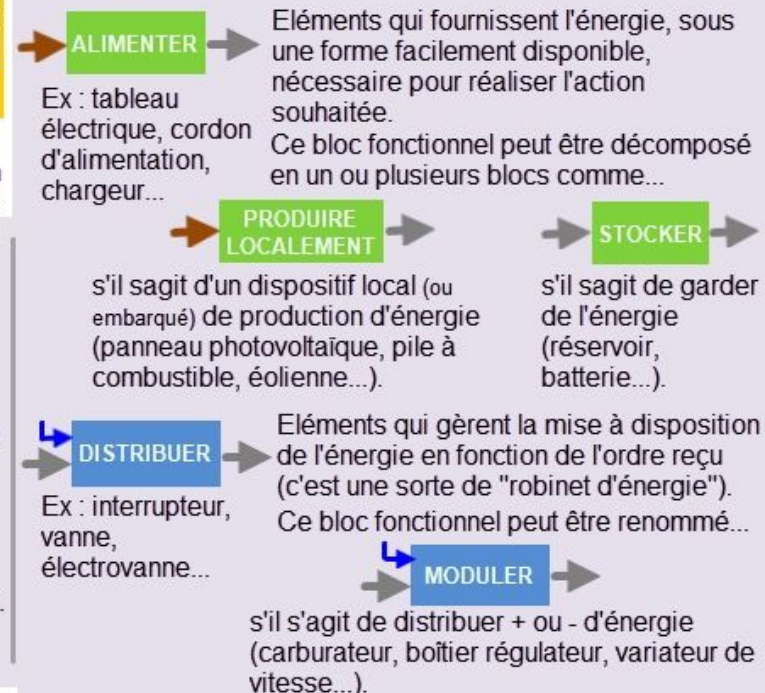 ALIMENTER
Eléments qui fournissent l'énergie, sous
une forme facilement disponible,
nécessaire pour réaliser l'action
souhaitée.
Ex : tableau
électrique, cordon
d'alimentation,
chargeur...
Ce bloc fonctionnel peut être décomposé
en un ou plusieurs blocs comme...
PRODUIRE
LOCALEMENT
s'il sagit d'un dispositif local (ou
embarqué) de production d'énergie
(panneau photovoltaïque, pile à
combustible, éolienne...).
STOCKER
s'il sagit de garder
de l'énergie
(réservoir,
batterie...).
DISTRIBUER
Eléments qui gèrent la mise à disposition
de l'énergie en fonction de l'ordre reçu
(c'est une sorte de "robinet d'énergie").
Ex : interrupteur,
vanne,
électrovanne...
Ce bloc fonctionnel peut être renommé...
MODULER
s'il s'agit de distribuer + ou - d'énergie
(carburateur, boîtier régulateur, variateur de
vitesse...).